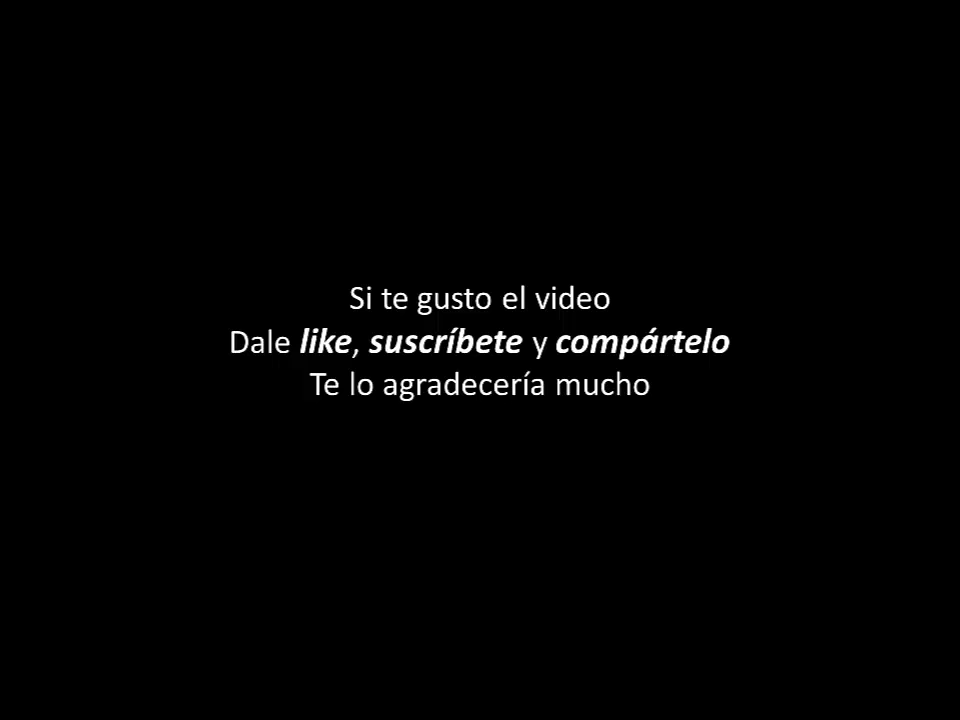 Si te gusto el video
Dale like, suscríbete y compártelo
Te lo agradecería mucho